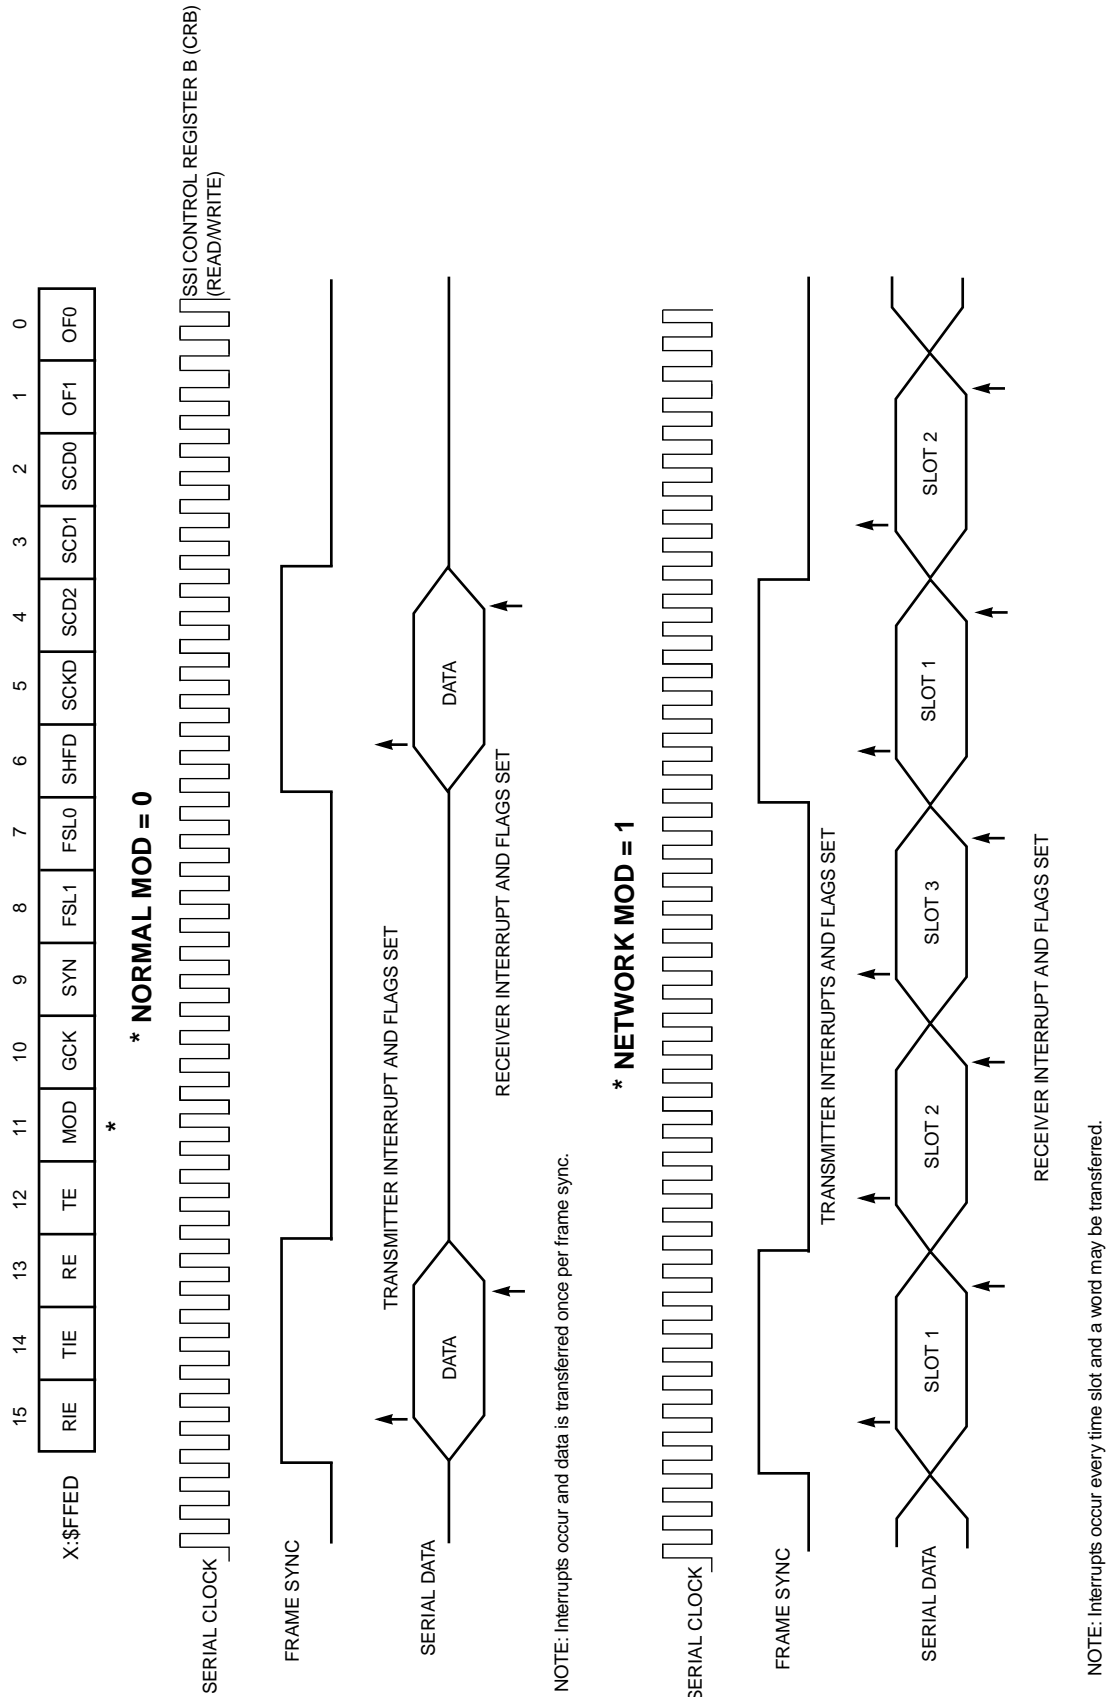 15 14 13 12 11 10 9 8 7 6 5 4 3 2 1 0
X:$FFED RIE TIE RE TE MOD GCK SYN FSL1 FSL0 SHFD SCKD SCD2 SCD1 SCD0 OF1 OF0
SSI CONTROL REGISTER B (CRB)
(READ/WRITE)
*
* NORMAL MOD = 0
SERIAL CLOCK
FRAME SYNC
TRANSMITTER INTERRUPT AND FLAGS SET
SERIAL DATA DATA DATA
RECEIVER INTERRUPT AND FLAGS SET
NOTE: Interrupts occur and data is transferred once per frame sync.
* NETWORK MOD = 1
SERIAL CLOCK
FRAME SYNC
TRANSMITTER INTERRUPTS AND FLAGS SET
SERIAL DATA SLOT 1 SLOT 2 SLOT 3 SLOT 1 SLOT 2
RECEIVER INTERRUPT AND FLAGS SET
NOTE: Interrupts occur every time slot and a word may be transferred.